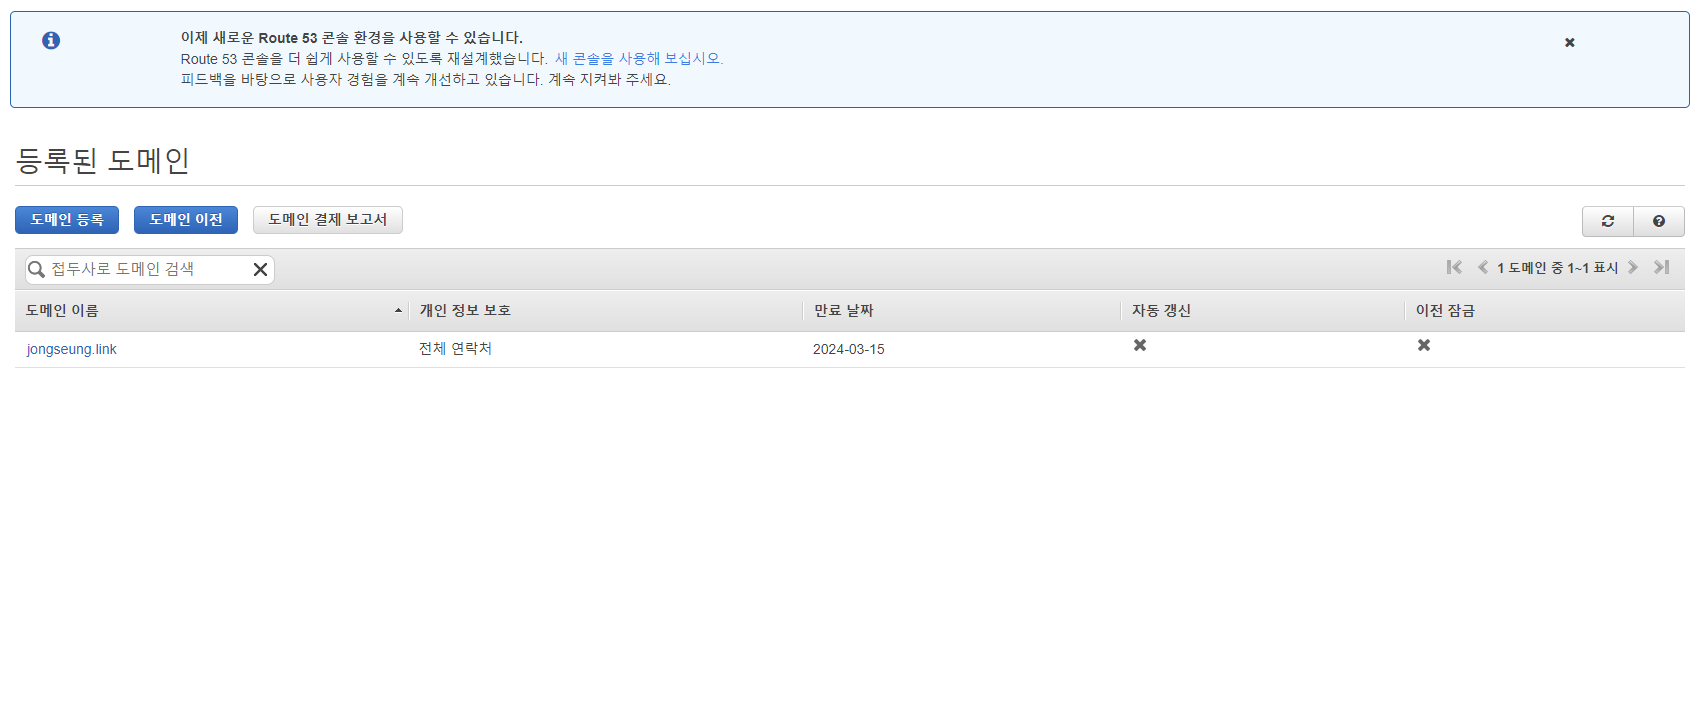 이제 새로운 Route 53 콘솔 환경을 사용할 수 있습니다.
Route 53 콘솔을 더 쉽게 사용할 수 있도록 재설계했습니다. 새 콘솔을 사용해 보십시오.
피드백을 바탕으로 사용자 경험을 계속 개선하고 있습니다. 계속 지켜봐 주세요.
등록된 도메인
도메인 등록 도메인 이전 도메인 결제 보고서
접두사로 도메인 검색 1 도메인 중 1~1 표시
도메인 이름 개인 정보 보호 만료 날짜 자동 갱신 이전 잠금
jongseung.link 전체 연락처 2024-03-15